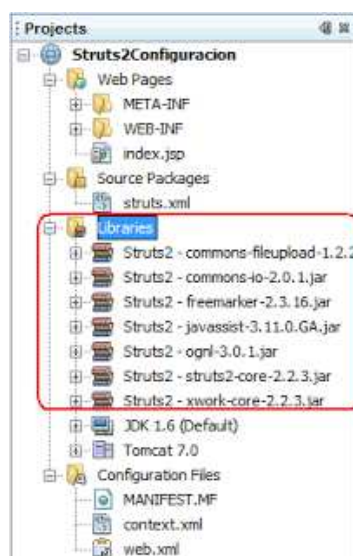 Projects
Struts2Configuracion
Web Pages
META-INF
WEB-INF
index.jsp
Source Packages
struts.xml
Libraries
Struts2 - commons-fileupload-1.2.2
Struts2 - commons-io-2.0.1.jar
Struts2 - freemarker-2.3.16.jar
Struts2 - javassist-3.11.0.GA.jar
Struts2 - ognl-3.0.1.jar
Struts2 - struts2-core-2.2.3.jar
Struts2 - xwork-core-2.2.3.jar
JDK 1.6 (Default)
Tomcat 7.0
Configuration Files
MANIFEST.MF
context.xml
web.xml